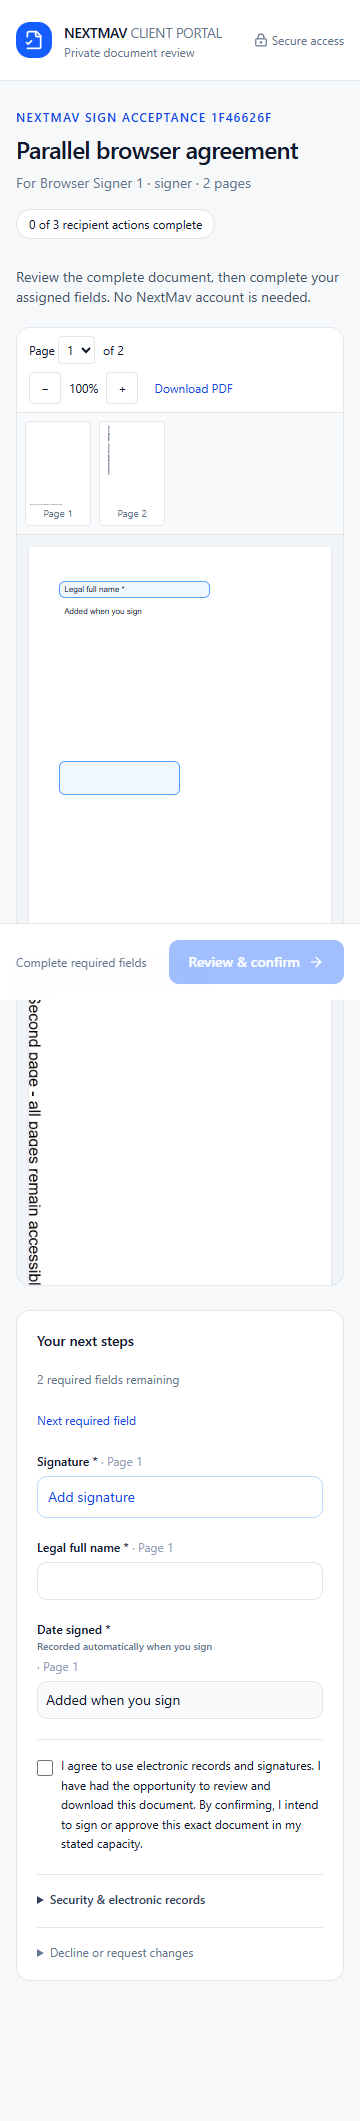 NEXTMAV CLIENT PORTAL
Private document review
Secure access
NEXTMAV SIGN ACCEPTANCE 1F46626F
Parallel browser agreement
For Browser Signer 1 · signer · 2 pages
0 of 3 recipient actions complete
Review the complete document, then complete your
assigned fields. No NextMav account is needed.
Page 1 of 2
− 100% + Download PDF
Page 1
Page 2
Legal full name *
Added when you sign
Complete required fields
Review & confirm →
Second page - all pages remain accessibl
Your next steps
2 required fields remaining
Next required field
Signature * · Page 1
Add signature
Legal full name * · Page 1
Date signed *
Recorded automatically when you sign
· Page 1
Added when you sign
I agree to use electronic records and signatures. I
have had the opportunity to review and
download this document. By confirming, I intend
to sign or approve this exact document in my
stated capacity.
Security & electronic records
Decline or request changes